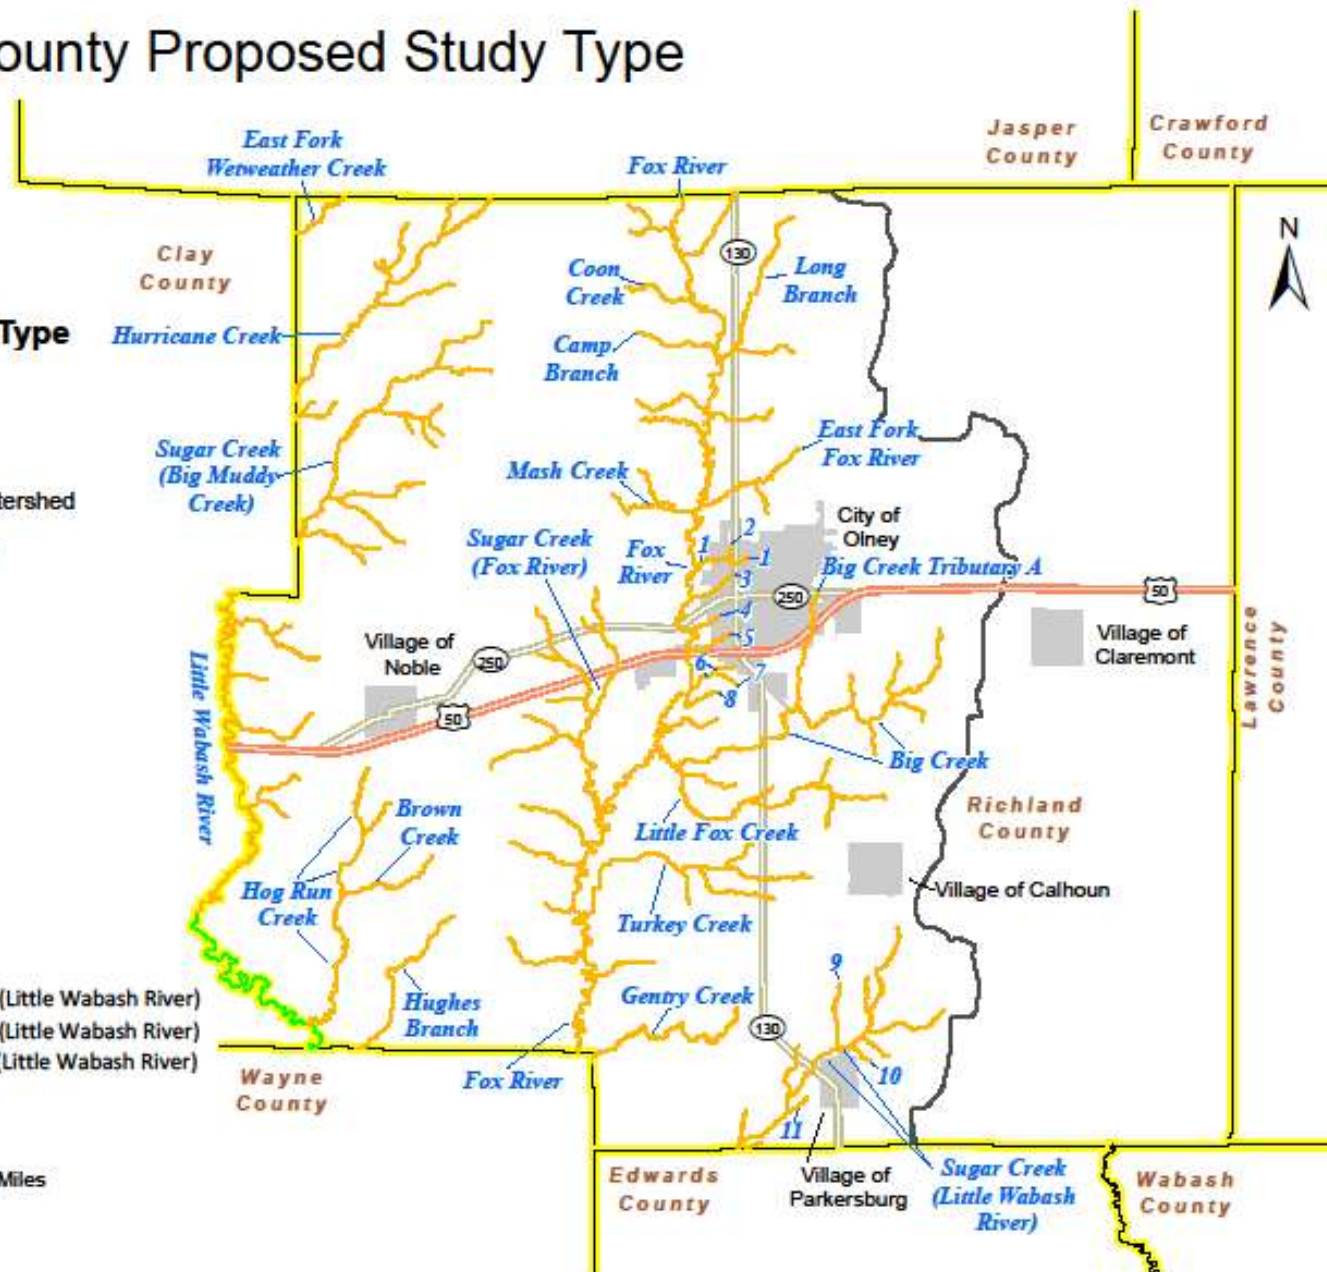 ounty Proposed Study Type
East Fork
Wetweather Creek
Fox River
Jasper
County
Crawford
County
N
Clay
County
130
Coon
Creek
Long
Branch
Type
Hurricane Creek
Camp
Branch
East Fork
Fox River
Sugar Creek
(Big Muddy
Creek)
Mash Creek
tershed
City of
Olney
Sugar Creek
(Fox River)
Fox
River
1
2
1
3
4
5
6
7
8
Big Creek Tributary A
250
50
Village of
Noble
250
50
Village of
Claremont
Lawrence
County
Little Wabash River
Big Creek
Richland
County
Brown
Creek
Little Fox Creek
Hog Run
Creek
Village of Calhoun
Turkey Creek
9
(Little Wabash River)
(Little Wabash River)
(Little Wabash River)
Hughes
Branch
Gentry Creek
130
Fox River
10
11
Wayne
County
Miles
Edwards
County
Village of
Parkersburg
Sugar Creek
(Little Wabash
River)
Wabash
County